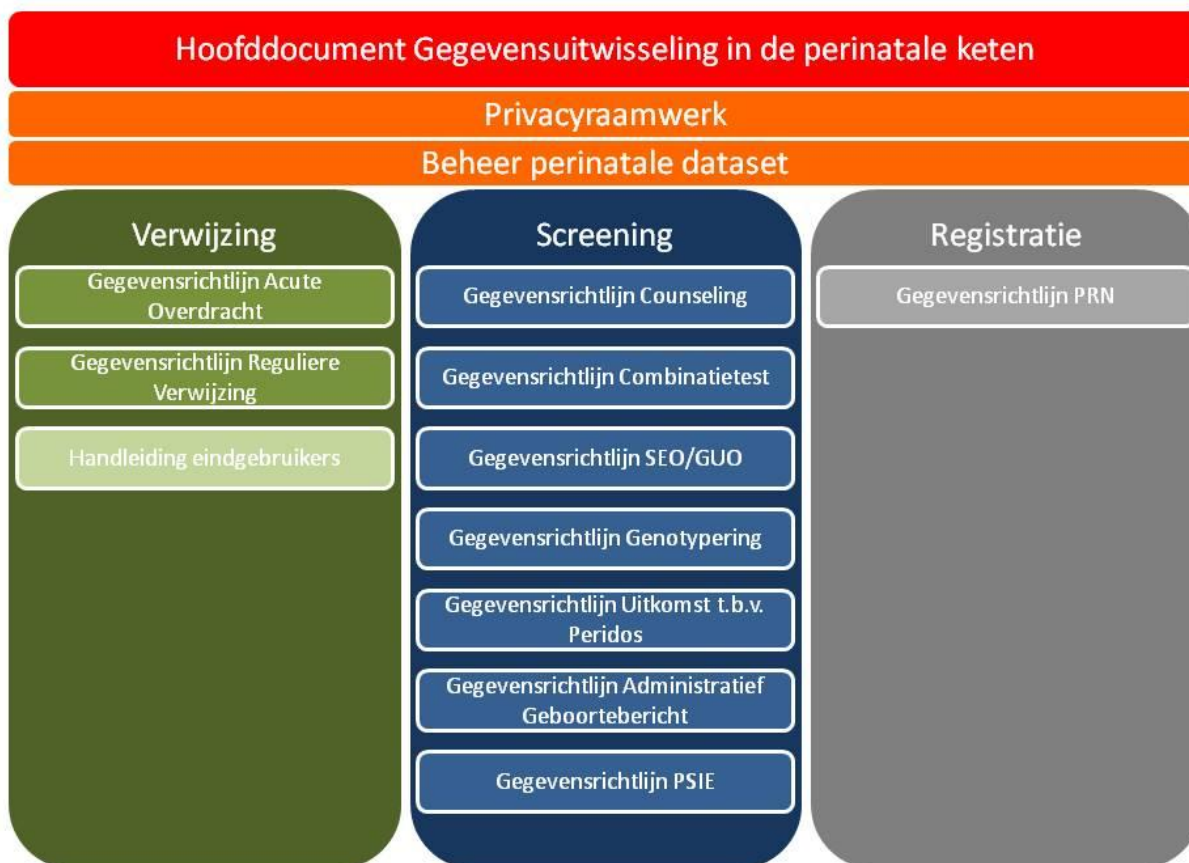 Hoofddocument Gegevensuitwisseling in de perinatale keten
Privacyraamwerk
Beheer perinatale dataset
Verwijzing
Gegevensrichtlijn Acute
Overdracht
Gegevensrichtlijn Reguliere
Verwijzing
Handleiding eindgebruikers
Screening
Gegevensrichtlijn Counseling
Gegevensrichtlijn Combinatietest
Gegevensrichtlijn SEO/GUO
Gegevensrichtlijn Genotypering
Gegevensrichtlijn Uitkomst t.b.v.
Peridos
Gegevensrichtlijn Administratief
Geboortebericht
Gegevensrichtlijn PSIE
Registratie
Gegevensrichtlijn PRN